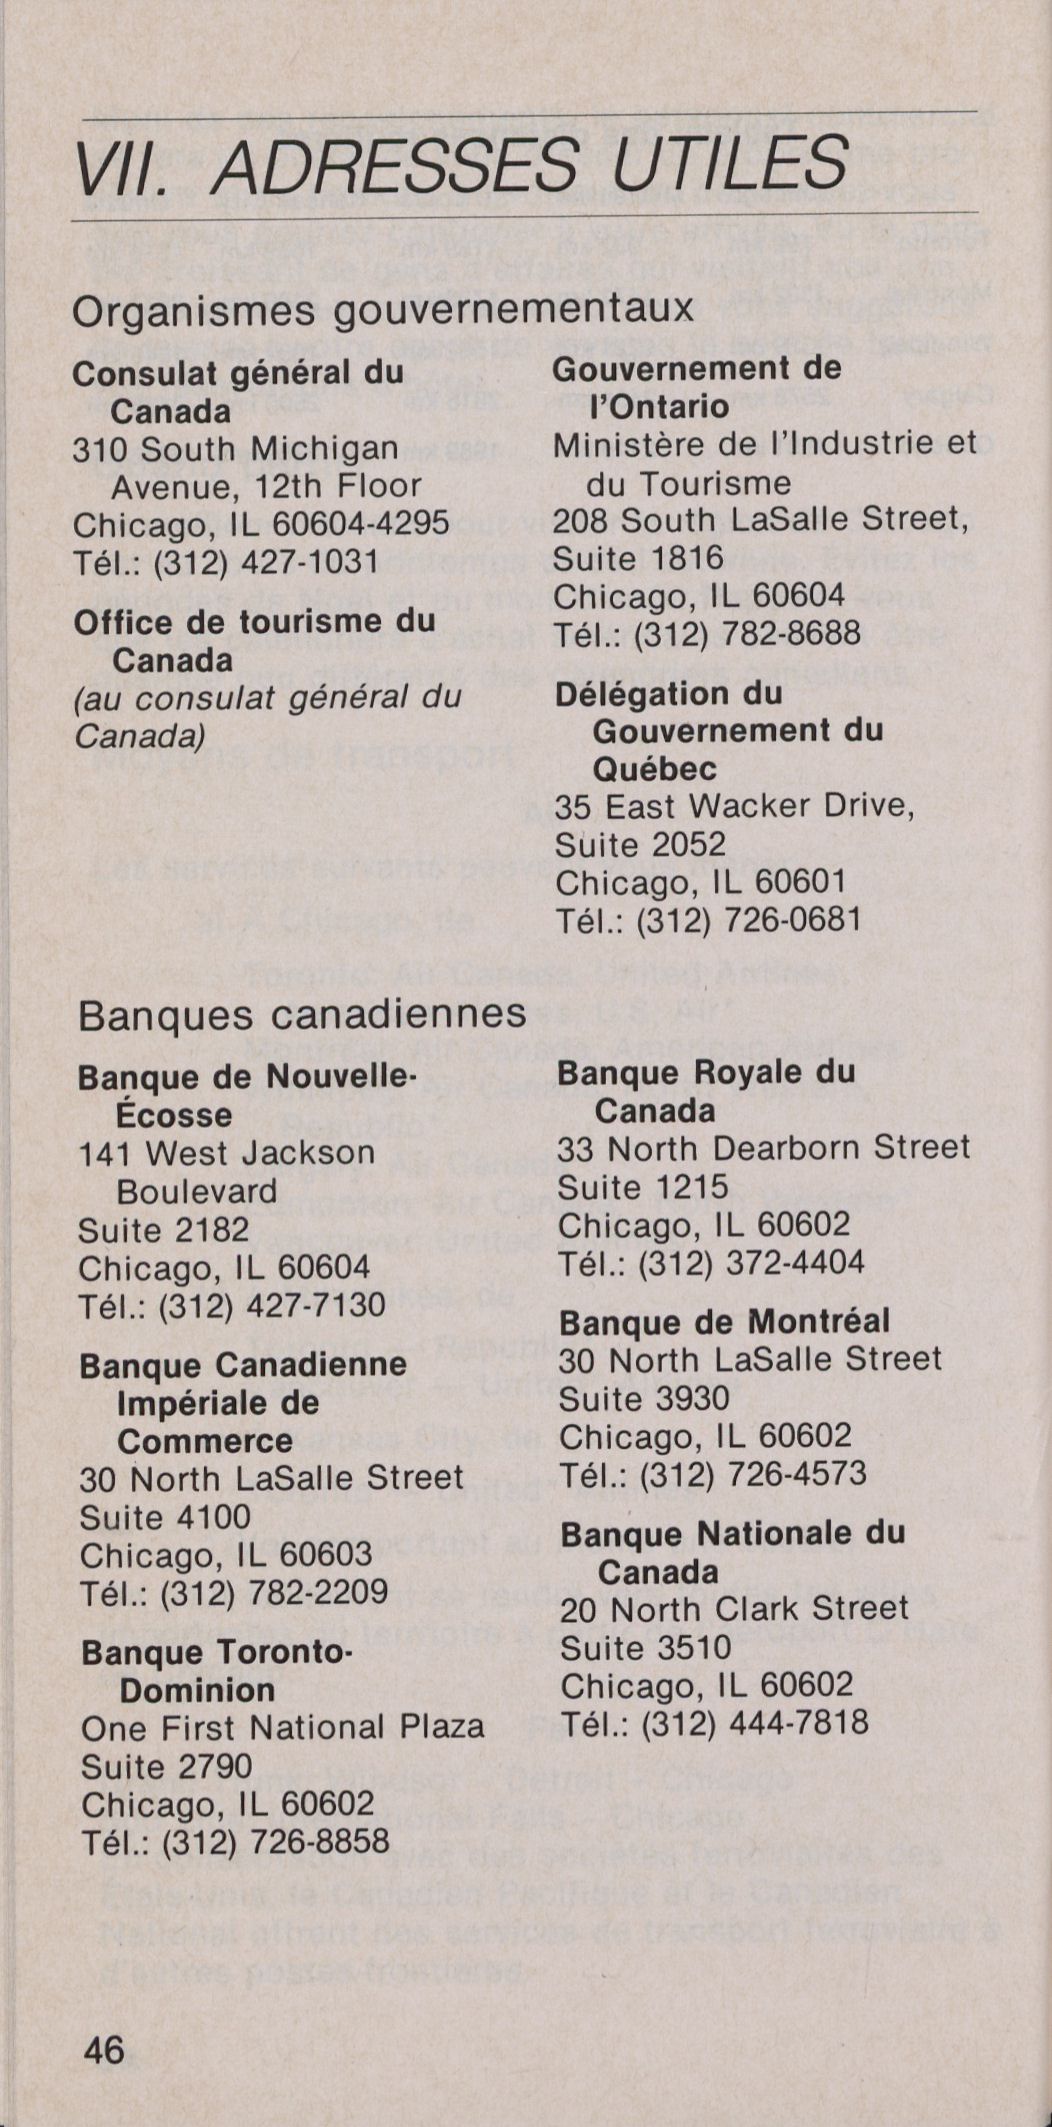 VII. ADRESSES UTILES
Organismes gouvernementaux
Consulat général du
Canada
310 South Michigan
Avenue, 12th Floor
Chicago, IL 60604-4295
Tél.: (312) 427-1031
Office de tourisme du
Canada
(au consulat général du
Canada)
Gouvernement de
l'Ontario
Ministère de l'Industrie et
du Tourisme
208 South LaSalle Street,
Suite 1816
Chicago, IL 60604
Tél.: (312) 782-8688
Délégation du
Gouvernement du
Québec
35 East Wacker Drive,
Suite 2052
Chicago, IL 60601
Tél.: (312) 726-0681
Banques canadiennes
Banque de Nouvelle-
Écosse
141 West Jackson
Boulevard
Suite 2182
Chicago, IL 60604
Tél.: (312) 427-7130
Banque Canadienne
Impériale de
Commerce
30 North LaSalle Street
Suite 4100
Chicago, IL 60603
Tél.: (312) 782-2209
Banque Toronto-
Dominion
One First National Plaza
Suite 2790
Chicago, IL 60602
Tél.: (312) 726-8858
Banque Royale du
Canada
33 North Dearborn Street
Suite 1215
Chicago, IL 60602
Tél.: (312) 372-4404
Banque de Montréal
30 North LaSalle Street
Suite 3930
Chicago, IL 60602
Tél.: (312) 726-4573
Banque Nationale du
Canada
20 North Clark Street
Suite 3510
Chicago, IL 60602
Tél.: (312) 444-7818
46